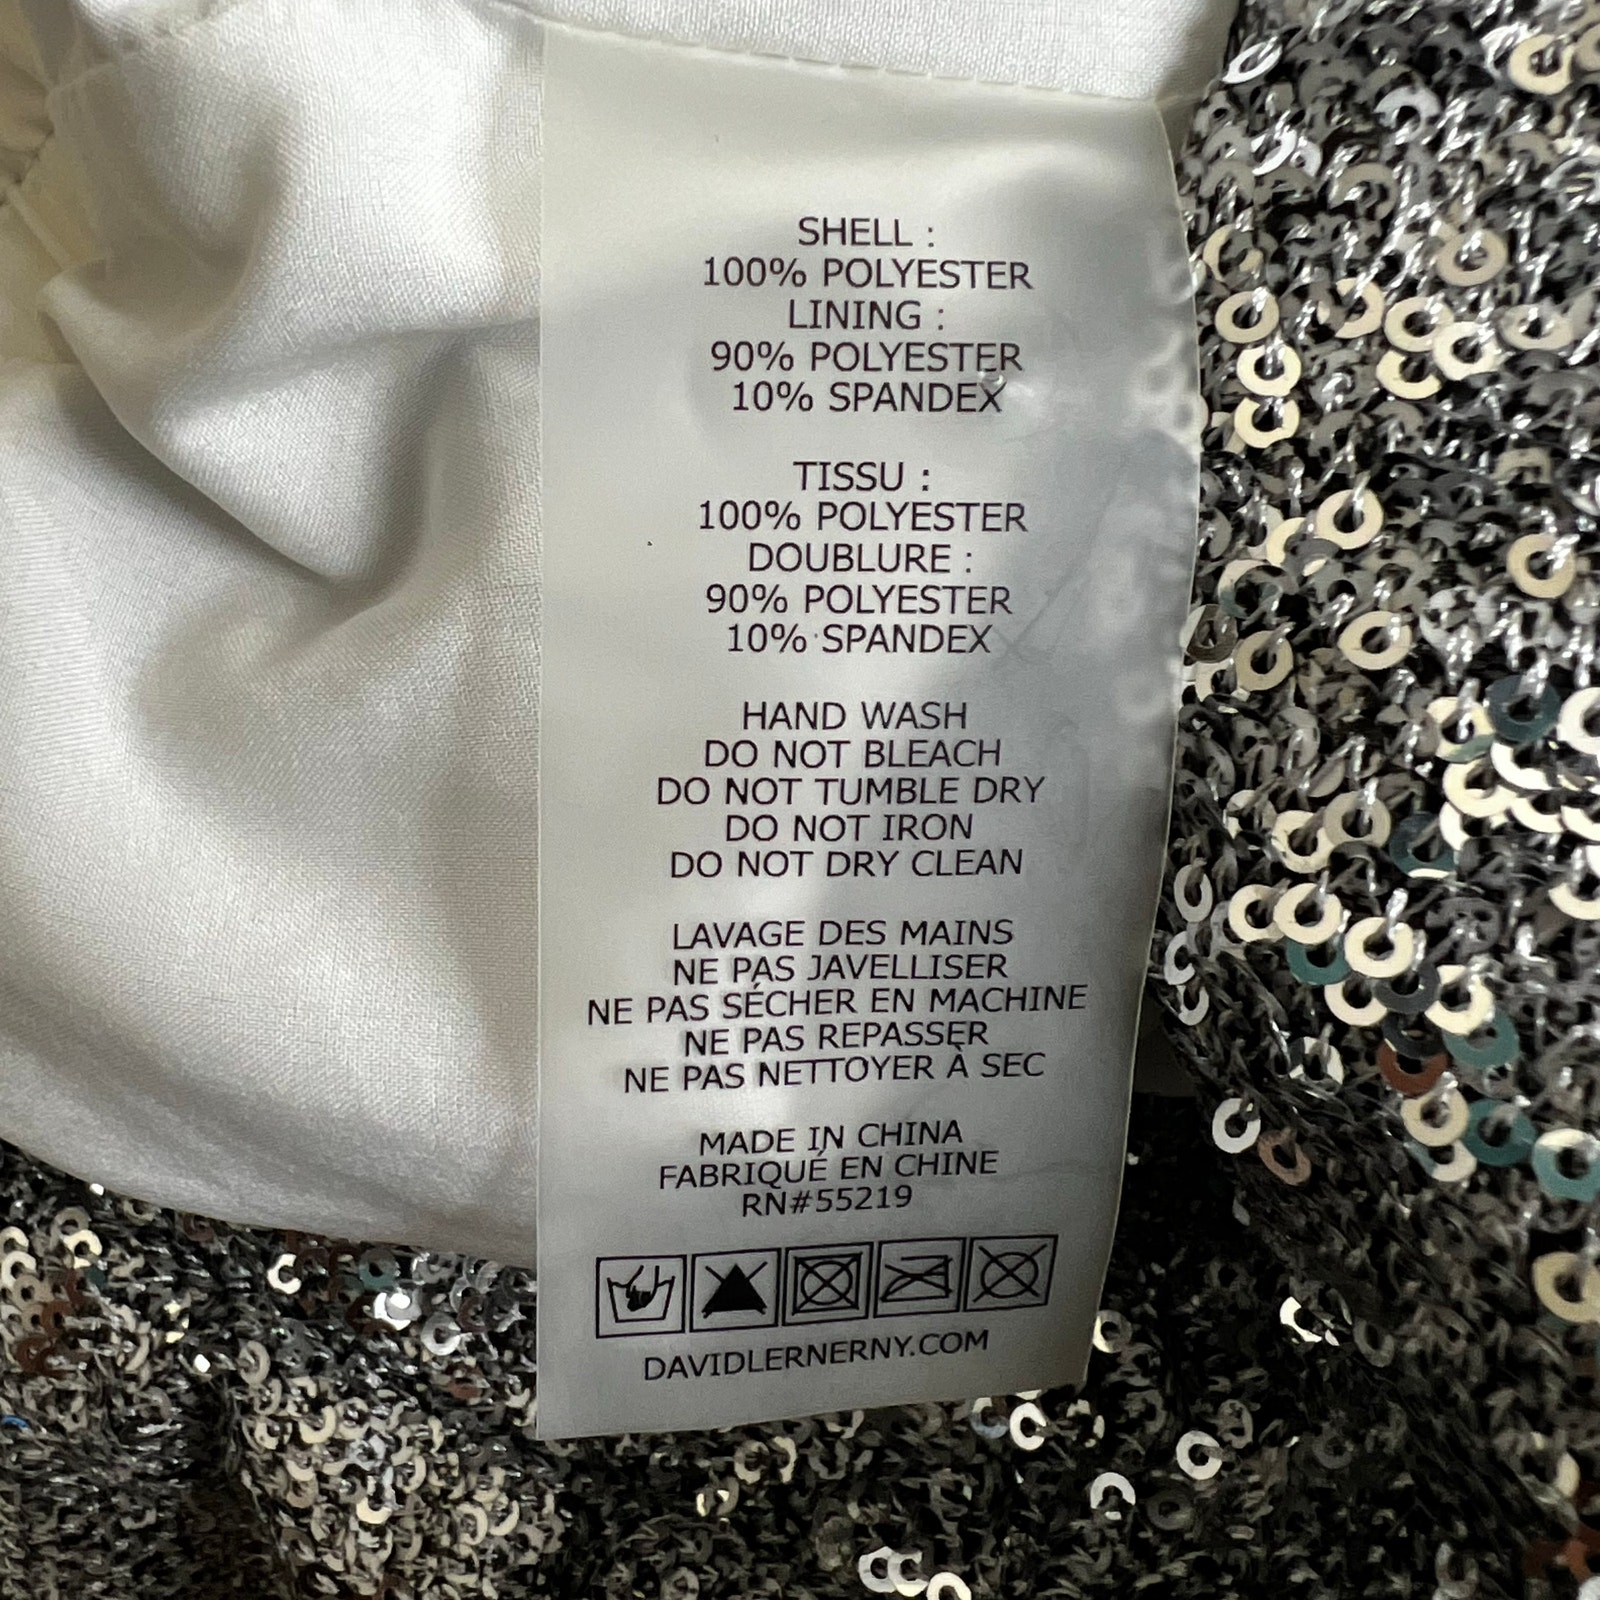 SHELL :
100% POLYESTER
LINING :
90% POLYESTER
10% SPANDEX
TISSU :
100% POLYESTER
DOUBLURE :
90% POLYESTER
10% SPANDEX
HAND WASH
DO NOT BLEACH
DO NOT TUMBLE DRY
DO NOT IRON
DO NOT DRY CLEAN
LAVAGE DES MAINS
NE PAS JAVELLISER
NE PAS SÉCHER EN MACHINE
NE PAS REPASSER
NE PAS NETTOYER À SEC
MADE IN CHINA
FABRIQUÉ EN CHINE
RN#55219
DAVIDLERNERNY.COM